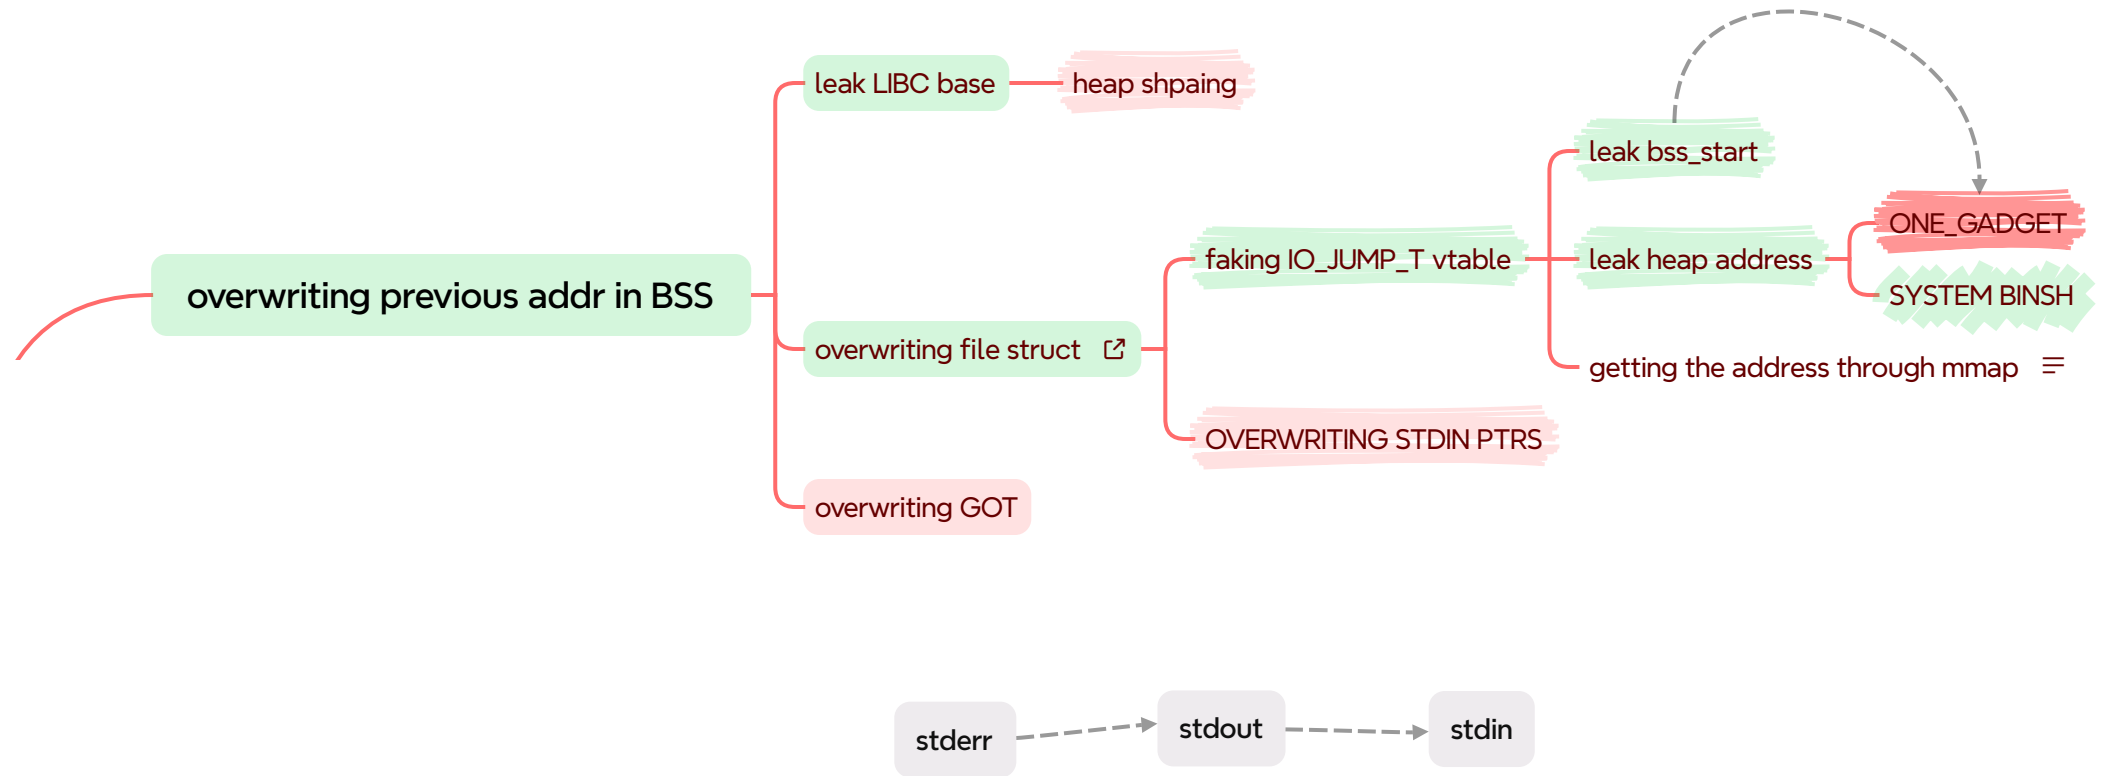 leak LIBC base
heap shpaing
leak bss_start
ONE_GADGET
faking IO_JUMP_T vtable
leak heap address
overwriting previous addr in BSS
SYSTEM BINSH
overwriting file struct
getting the address through mmap
OVERWRITING STDIN PTRS
overwriting GOT
stderr
stdout
stdin